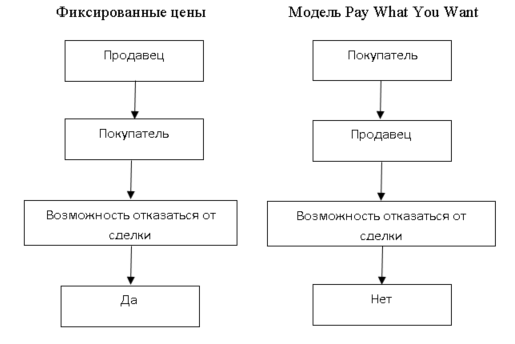 Фиксированные цены
Продавец
Покупатель
Возможность отказаться от
сделки
Да
Модель Pay What You Want
Покупатель
Продавец
Возможность отказаться от
сделки
Нет